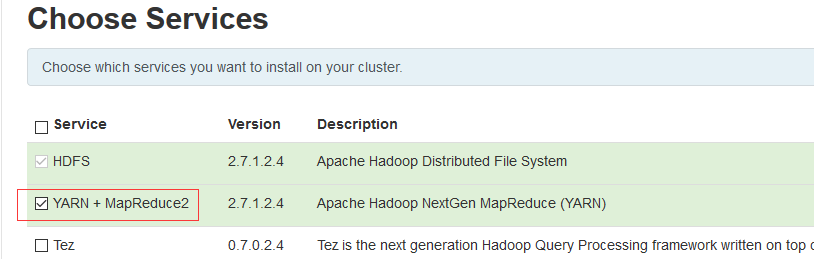 Choose Services
Choose which services you want to install on your cluster.
Service Version Description
HDFS 2.7.1.2.4 Apache Hadoop Distributed File System
YARN + MapReduce2 2.7.1.2.4 Apache Hadoop NextGen MapReduce (YARN)
Tez 0.7.0.2.4 Tez is the next generation Hadoop Query Processing framework written on top